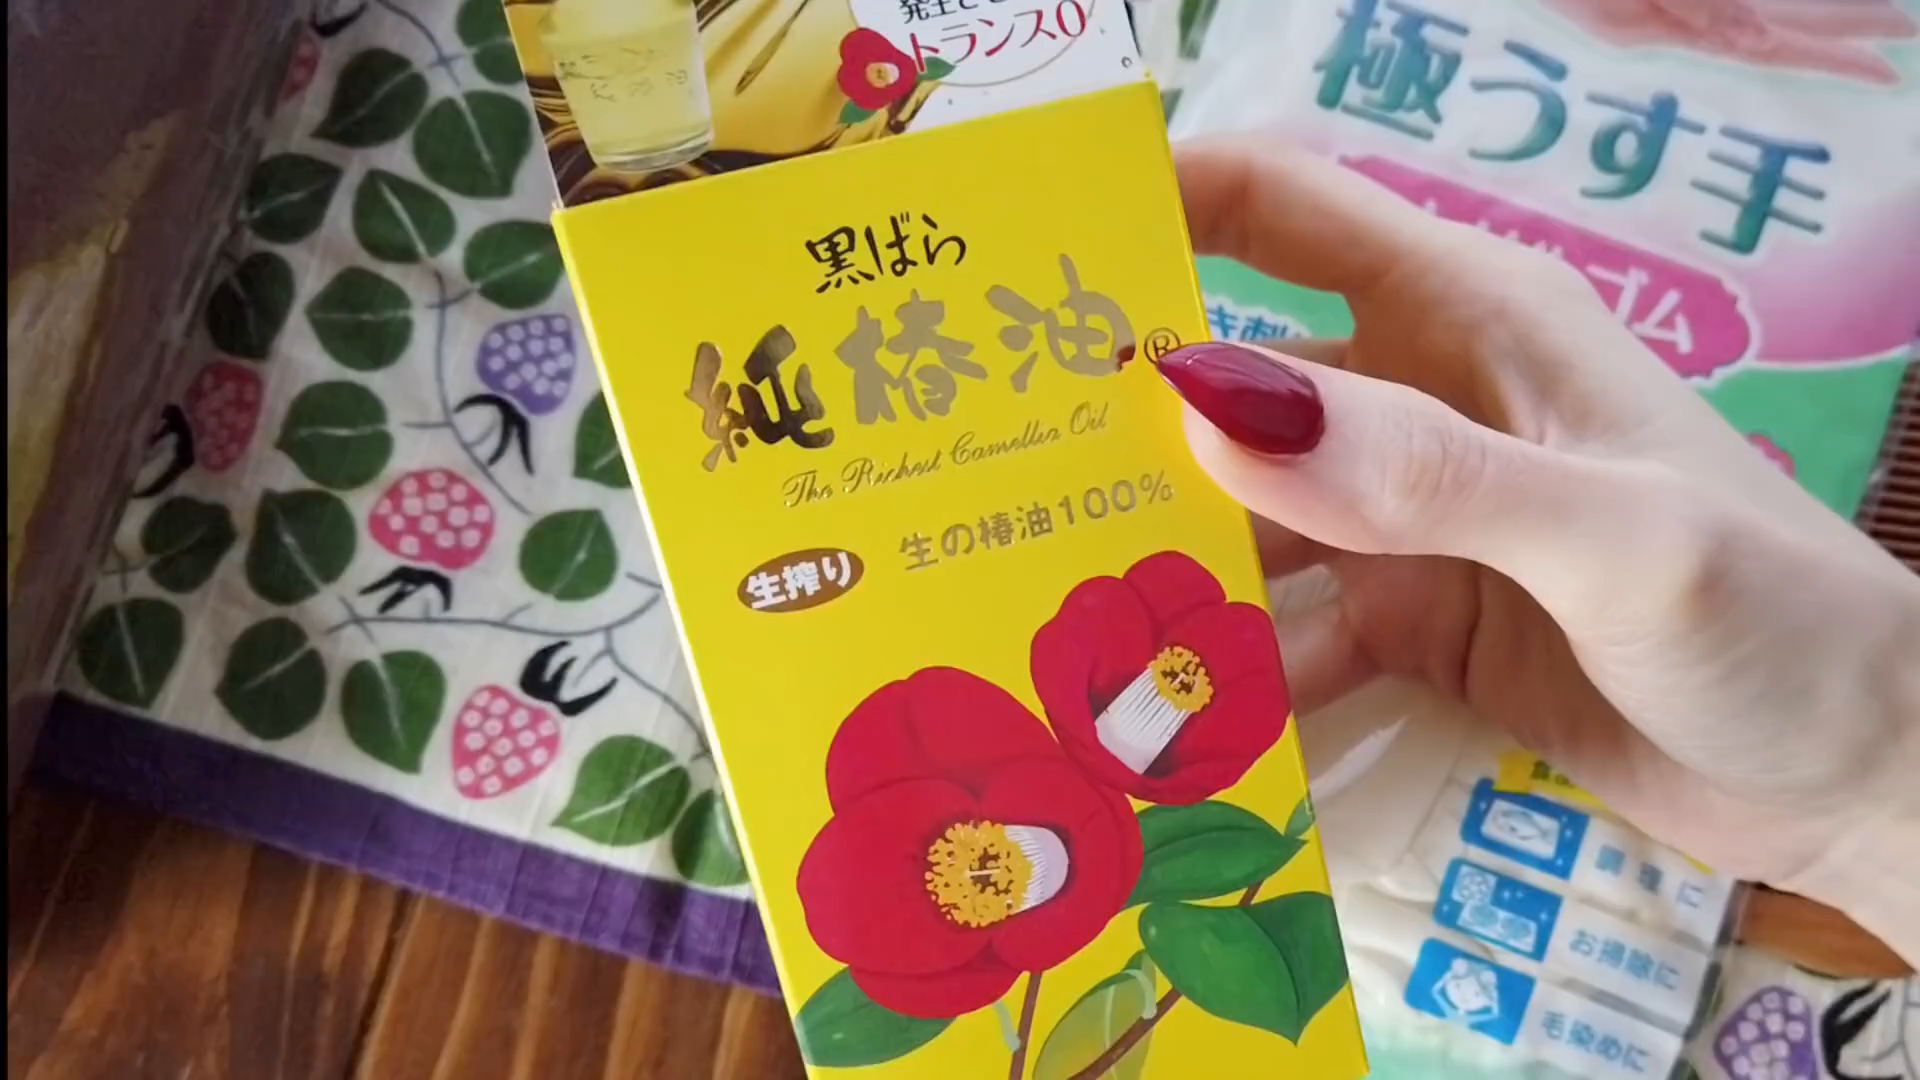 トランス0
黒ばら
純椿油®
The Richest Camellia Oil
生の椿油100%
生搾り
極うす手
ゴム
調理に
お掃除に
毛染めに